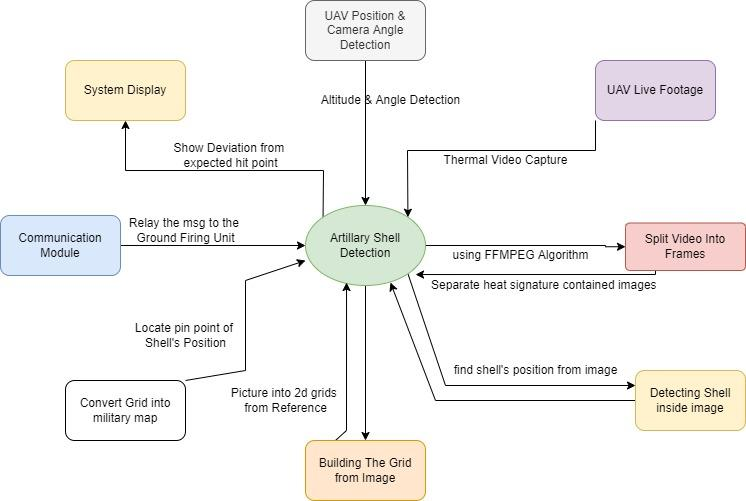 UAV Position &
Camera Angle
Detection
System Display
UAV Live Footage
Altitude & Angle Detection
Show Deviation from
expected hit point
Thermal Video Capture
Communication
Module
Relay the msg to the
Ground Firing Unit
Artillary Shell
Detection
using FFMPEG Algorithm
Split Video Into
Frames
Separate heat signature contained images
Locate pin point of
Shell's Position
find shell's position from image
Convert Grid into
military map
Picture into 2d grids
from Reference
Detecting Shell
inside image
Building The Grid
from Image